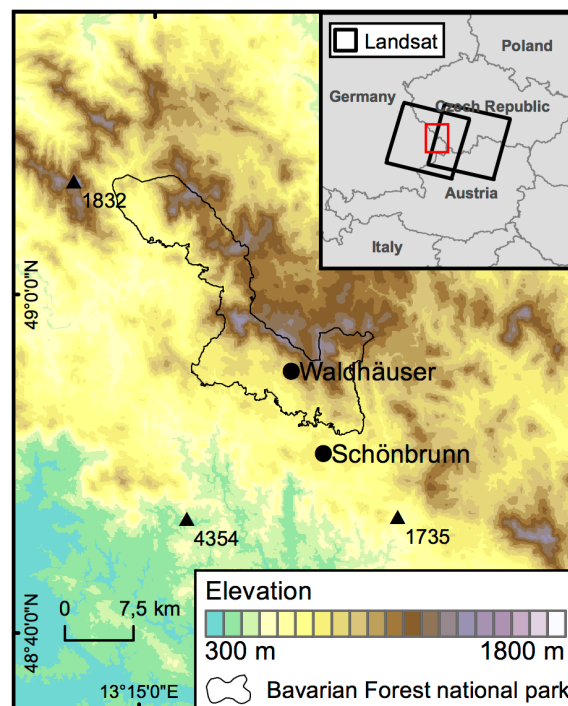 Landsat
Poland
Germany
Czech Republic
Austria
Italy
1832
49°0'0"N
Waldhäuser
Schönbrunn
4354
1735
48°40'0"N
0 7,5 km
13°15'0"E
Elevation
300 m 1800 m
Bavarian Forest national park